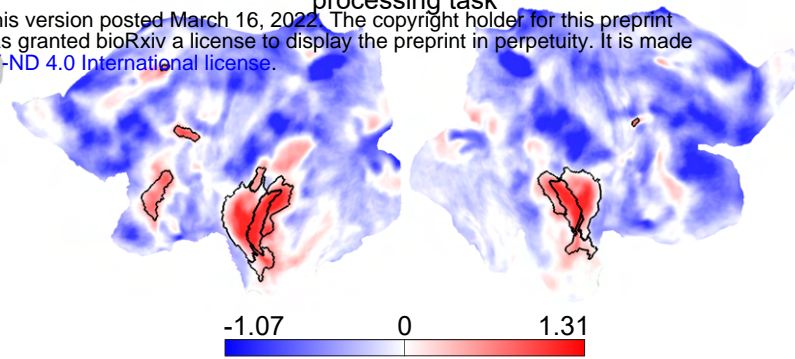 processing task
his version posted March 16, 2022. The copyright holder for this preprint
s granted bioRxiv a license to display the preprint in perpetuity. It is made
-ND 4.0 International license.
-1.07 0 1.31